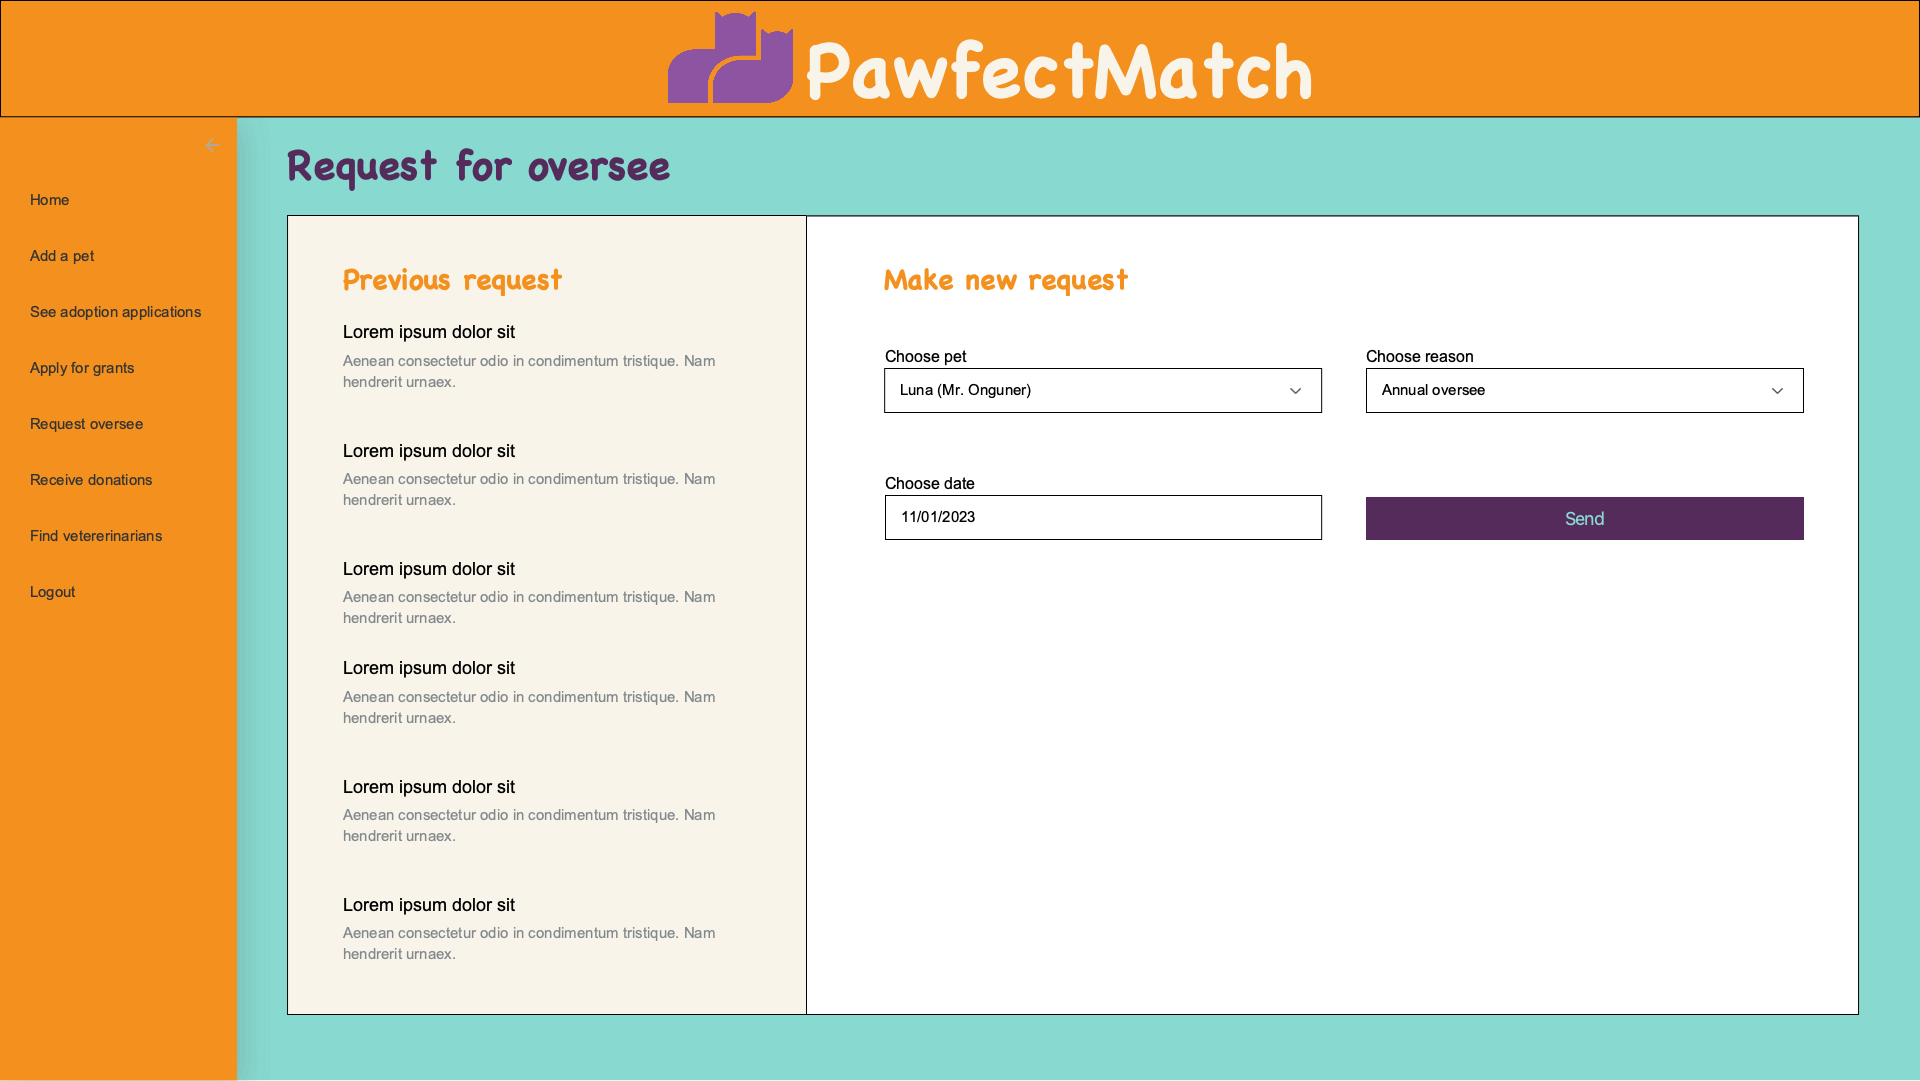 PawfectMatch
Home
Add a pet
See adoption applications
Apply for grants
Request oversee
Receive donations
Find vetererinarians
Logout
Request for oversee
Previous request
Lorem ipsum dolor sit
Aenean consectetur odio in condimentum tristique. Nam
hendrerit urnaex.
Lorem ipsum dolor sit
Aenean consectetur odio in condimentum tristique. Nam
hendrerit urnaex.
Lorem ipsum dolor sit
Aenean consectetur odio in condimentum tristique. Nam
hendrerit urnaex.
Lorem ipsum dolor sit
Aenean consectetur odio in condimentum tristique. Nam
hendrerit urnaex.
Lorem ipsum dolor sit
Aenean consectetur odio in condimentum tristique. Nam
hendrerit urnaex.
Lorem ipsum dolor sit
Aenean consectetur odio in condimentum tristique. Nam
hendrerit urnaex.
Make new request
Choose pet
Luna (Mr. Onguner)
Choose reason
Annual oversee
Choose date
11/01/2023
Send